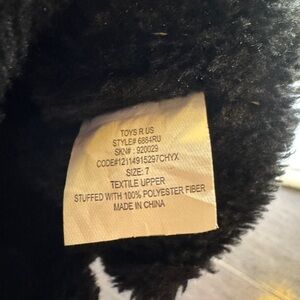 TOYS R US
STYLE# 6864RU
SKN# : 920029
CODE#12114915297CHYX
SIZE: 7
TEXTILE UPPER
STUFFED WITH 100% POLYESTER FIBER
MADE IN CHINA